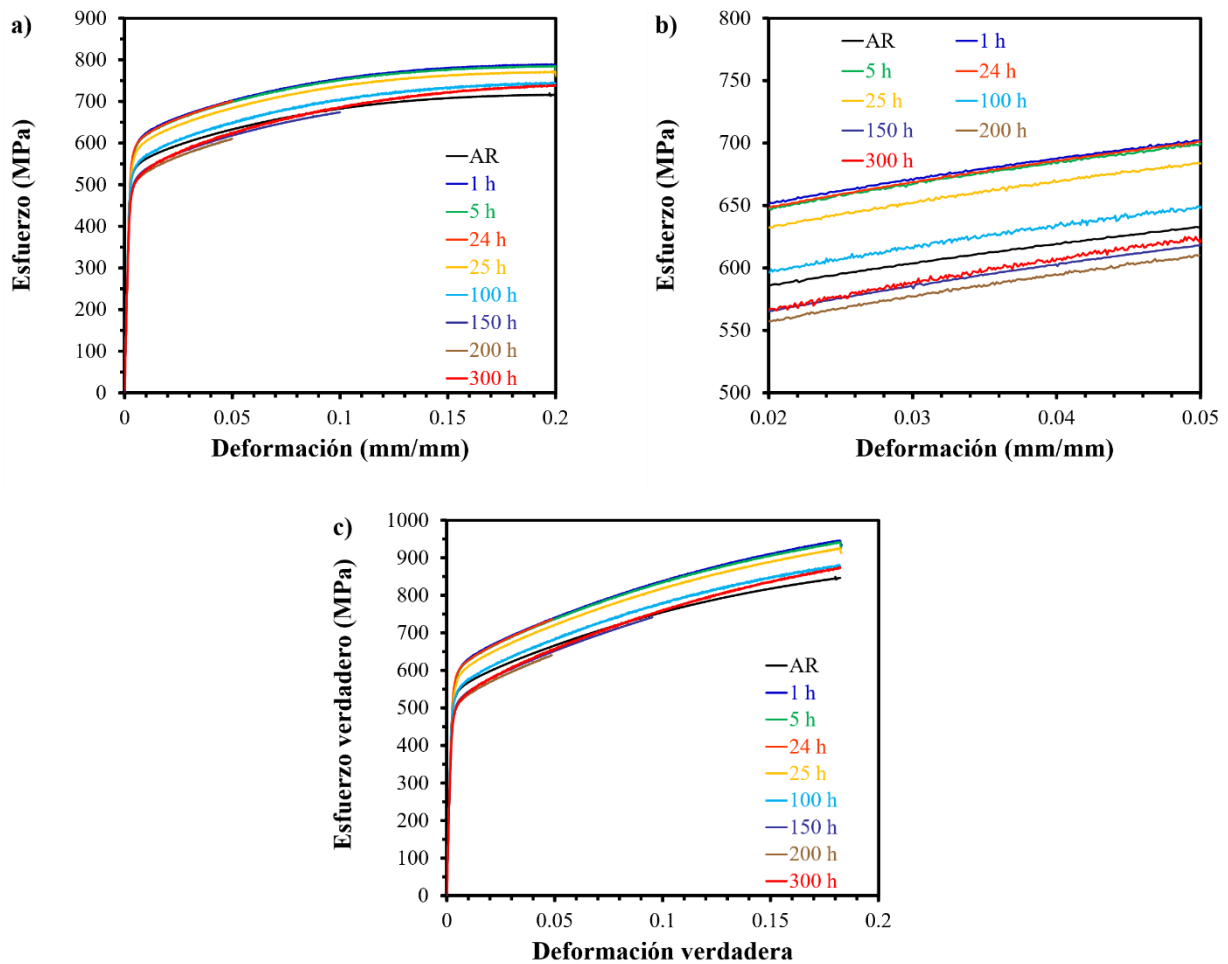 a)
Esfuerzo (MPa)
900
800
700
600
500
400
300
200
100
0
0 0.05 0.1 0.15 0.2
Deformación (mm/mm)
AR
1 h
5 h
24 h
25 h
100 h
150 h
200 h
300 h
b)
Esfuerzo (MPa)
800
750
700
650
600
550
500
0.02 0.03 0.04 0.05
Deformación (mm/mm)
AR 1 h
5 h 24 h
25 h 100 h
150 h 200 h
300 h
c)
Esfuerzo verdadero (MPa)
1000
900
800
700
600
500
400
300
200
100
0
0 0.05 0.1 0.15 0.2
Deformación verdadera
AR
1 h
5 h
24 h
25 h
100 h
150 h
200 h
300 h